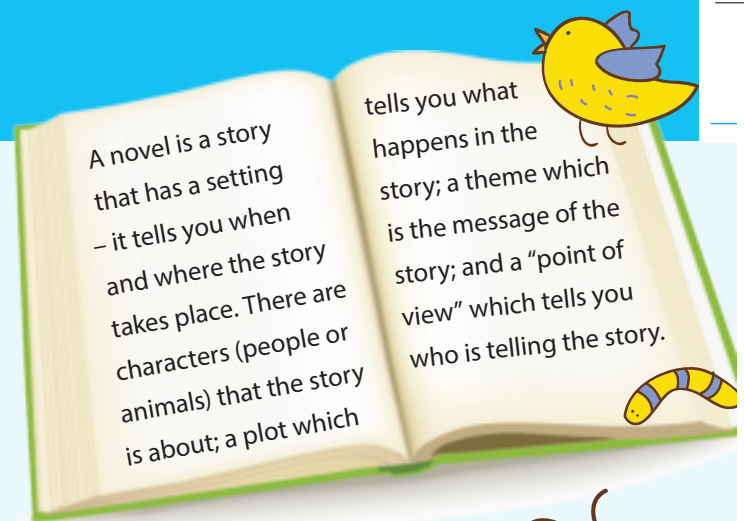 A novel is a story
that has a setting
– it tells you when
and where the story
takes place. There are
characters (people or
animals) that the story
is about; a plot which
tells you what
happens in the
story; a theme which
is the message of the
story; and a “point of
view” which tells you
who is telling the story.